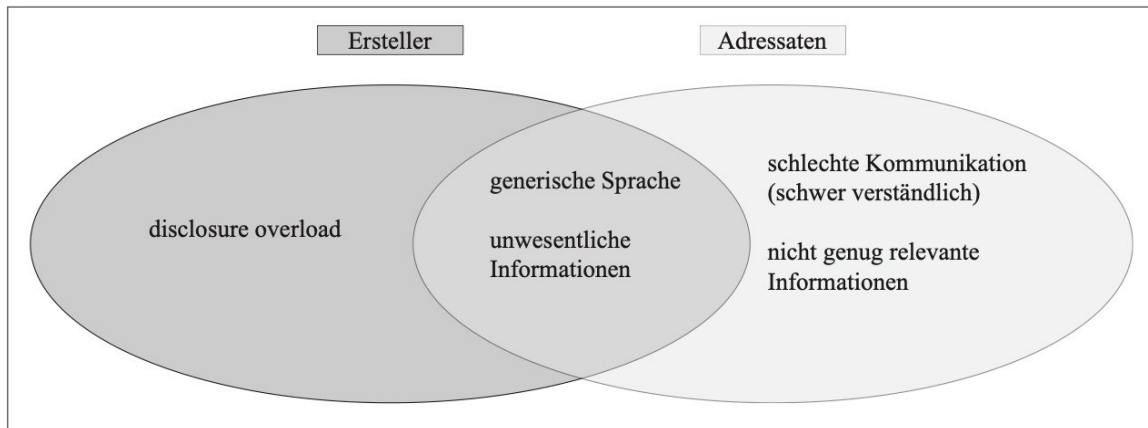 Ersteller
Adressaten
disclosure overload
generische Sprache
unwesentliche
Informationen
schlechte Kommunikation
(schwer verständlich)
nicht genug relevante
Informationen